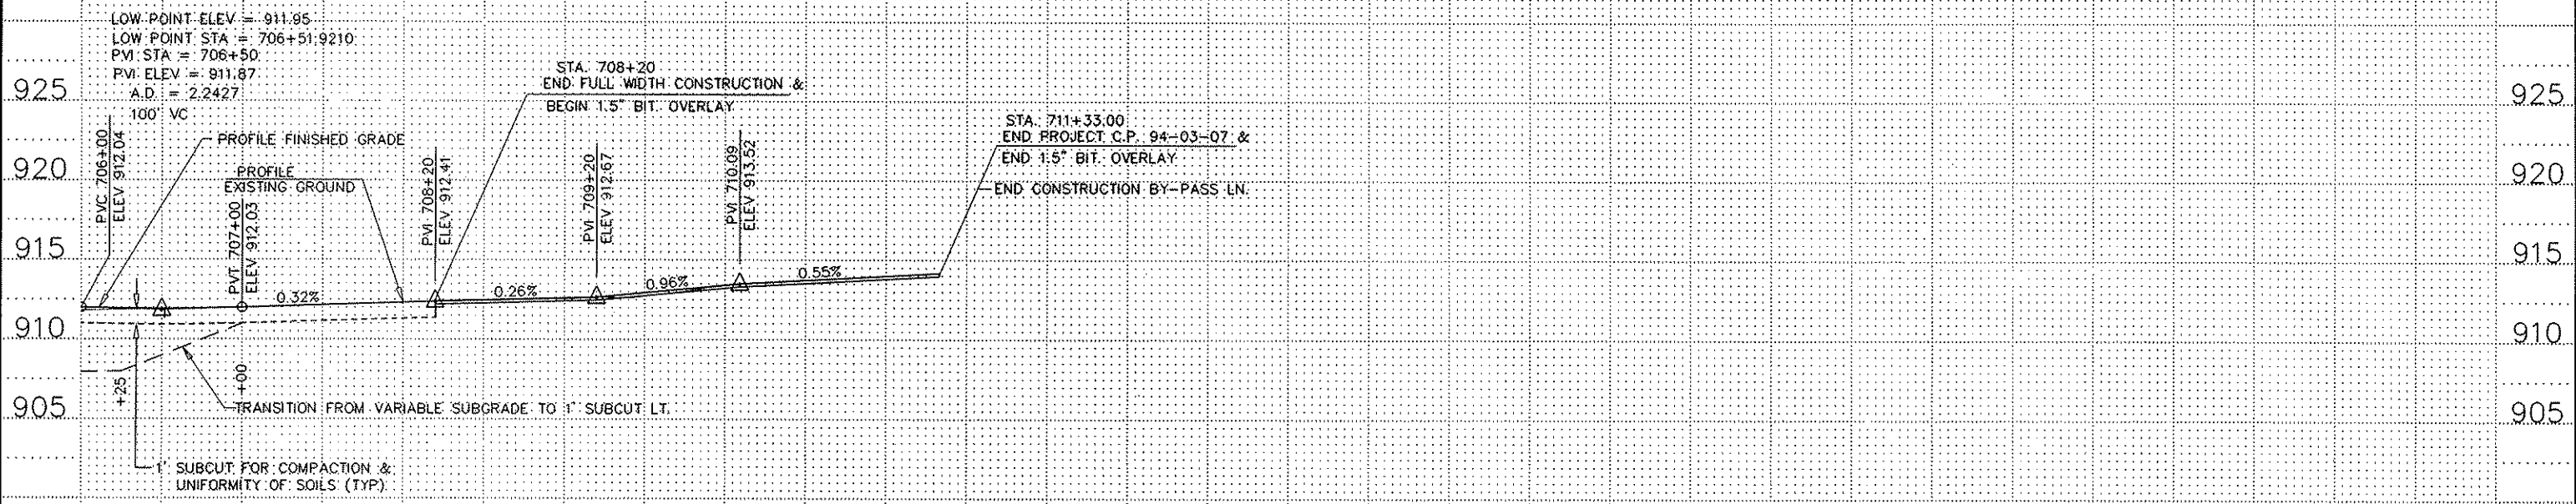 LOW POINT ELEV = 911.95
LOW POINT STA = 706+51.9210
PVI STA = 706+50
PVI ELEV = 911.87
A.D. = 2.2427
100' VC
PVC 706+00
ELEV 912.04
PROFILE FINISHED GRADE
PROFILE
EXISTING GROUND
PVT 707+00
ELEV 912.03
STA. 708+20
END FULL WIDTH CONSTRUCTION &
BEGIN 1.5" BIT. OVERLAY
PVI 708+20
ELEV 912.41
PVI 709+20
ELEV 912.67
PVI 710.09
ELEV 913.52
STA. 711+33.00
END PROJECT C.P. 94-03-07 &
END 1.5" BIT. OVERLAY
END CONSTRUCTION BY-PASS LN.
0.32%
0.26%
0.96%
0.55%
+25
+00
TRANSITION FROM VARIABLE SUBGRADE TO 1' SUBCUT LT.
1' SUBCUT FOR COMPACTION &
UNIFORMITY OF SOILS (TYP)
925
920
915
910
905
925
920
915
910
905